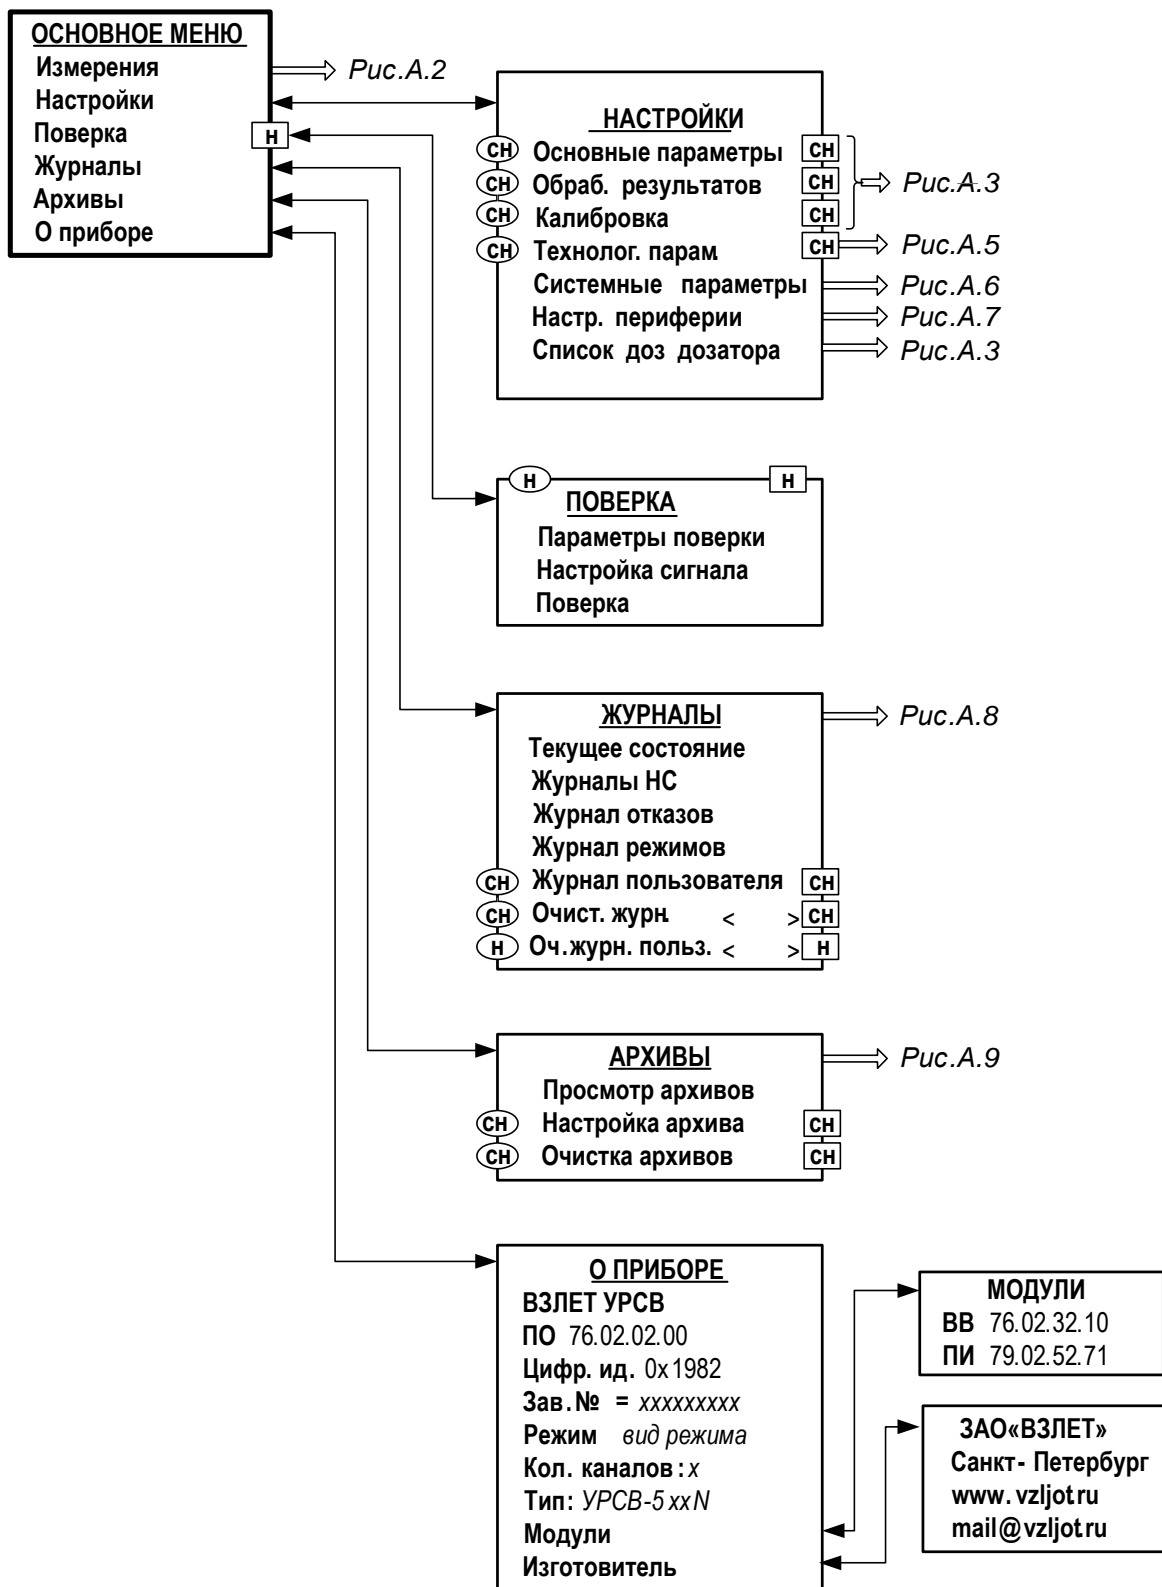 ОСНОВНОЕ МЕНЮ
Измерения
Рис.А.2
Настройки
Поверка
Н
Журналы
Архивы
О приборе
НАСТРОЙКИ
СН Основные параметры СН
СН Обраб. результатов СН
Рис.А.3
СН Калибровка СН
СН Технолог. парам. СН
Рис.А.5
Системные параметры
Рис.А.6
Настр. периферии
Рис.А.7
Список доз дозатора
Рис.А.3
Н Н
ПОВЕРКА
Параметры поверки
Настройка сигнала
Поверка
ЖУРНАЛЫ
Рис.А.8
Текущее состояние
Журналы НС
Журнал отказов
Журнал режимов
СН Журнал пользователя СН
СН Очист. журн. < > СН
Н Оч.журн. польз. < > Н
АРХИВЫ
Рис.А.9
Просмотр архивов
СН Настройка архива СН
СН Очистка архивов СН
О ПРИБОРЕ
ВЗЛЕТ УРСВ
ПО 76.02.02.00
Цифр. ид. 0x1982
Зав.№ = xxxxxxxxx
Режим вид режима
Кол. каналов: x
Тип: УРСВ-5xxN
Модули
Изготовитель
МОДУЛИ
ВВ 76.02.32.10
ПИ 79.02.52.71
ЗАО«ВЗЛЕТ»
Санкт- Петербург
www.vzljot.ru
mail@vzljot.ru